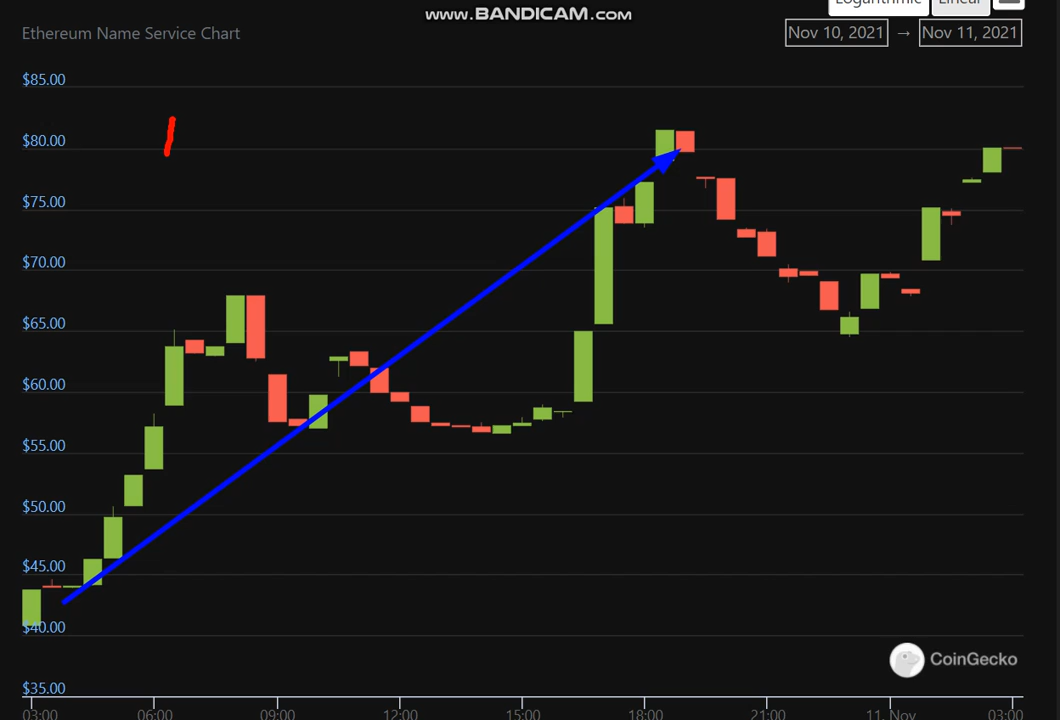 www.BANDICAM.com
Logarithmic Linear
Ethereum Name Service Chart
Nov 10, 2021 → Nov 11, 2021
$85.00
$80.00
$75.00
$70.00
$65.00
$60.00
$55.00
$50.00
$45.00
$40.00
CoinGecko
$35.00
03:00 06:00 09:00 12:00 15:00 18:00 21:00 11. Nov 03:00